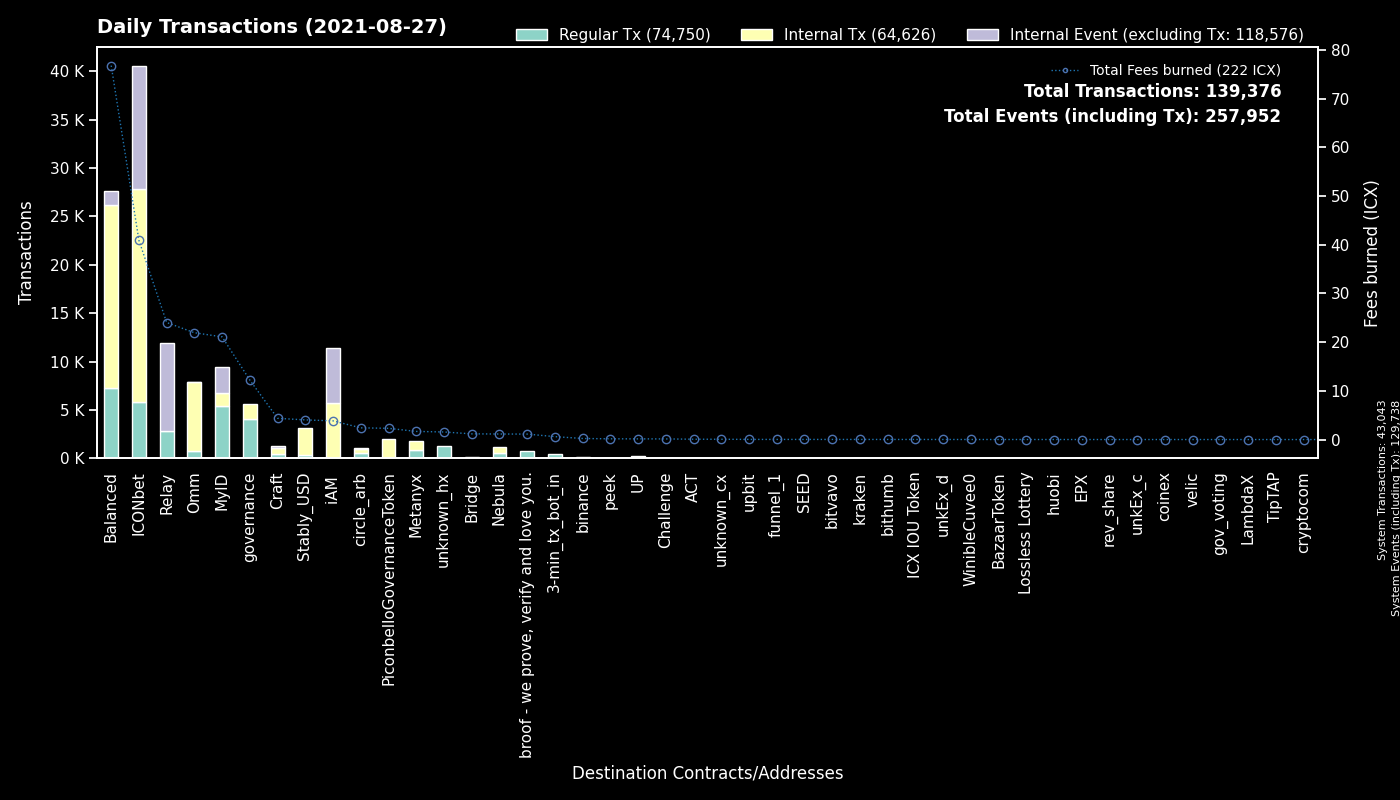 Daily Transactions (2021-08-27)
Regular Tx (74,750)
Internal Tx (64,626)
Internal Event (excluding Tx: 118,576)
Total Fees burned (222 ICX)
Total Transactions: 139,376
Total Events (including Tx): 257,952
Transactions
40 K
35 K
30 K
25 K
20 K
15 K
10 K
5 K
0 K
80
70
60
50
40
30
20
10
0
Fees burned (ICX)
System Transactions: 43,043
System Events (including Tx): 129,738
Balanced
ICONbet
Relay
Omm
MyID
governance
Craft
Stably_USD
iAM
circle_arb
PiconbelloGovernanceToken
Metanyx
unknown_hx
Bridge
Nebula
broof - we prove, verify and love you.
3-min_tx_bot_in
binance
peek
UP
Challenge
ACT
unknown_cx
upbit
funnel_1
SEED
bitvavo
kraken
bithumb
ICX IOU Token
unkEx_d
WinibleCuvee0
BazaarToken
Lossless Lottery
huobi
EPX
rev_share
unkEx_c
coinex
velic
gov_voting
LambdaX
TipTAP
cryptocom
Destination Contracts/Addresses